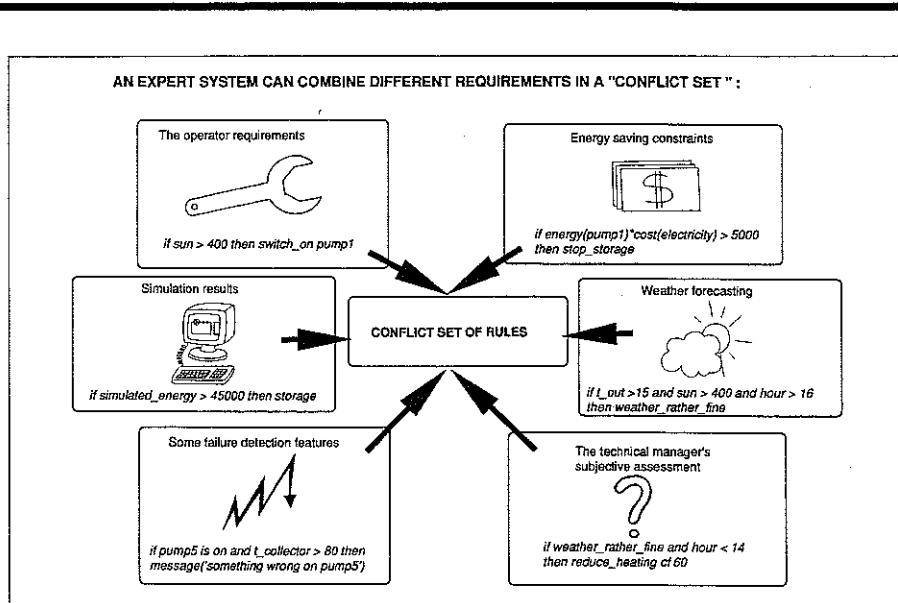 AN EXPERT SYSTEM CAN COMBINE DIFFERENT REQUIREMENTS IN A "CONFLICT SET " :
The operator requirements
if sun > 400 then switch_on pump1
Energy saving constraints
$
if energy(pump1)*cost(electricity) > 5000
then stop_storage
Simulation results
if simulated_energy > 45000 then storage
CONFLICT SET OF RULES
Weather forecasting
if t_out >15 and sun > 400 and hour > 16
then weather_rather_fine
Some failure detection features
if pump5 is on and t_collector > 80 then
message('something wrong on pump5')
The technical manager's
subjective assessment
?
if weather_rather_fine and hour < 14
then reduce_heating cf 60